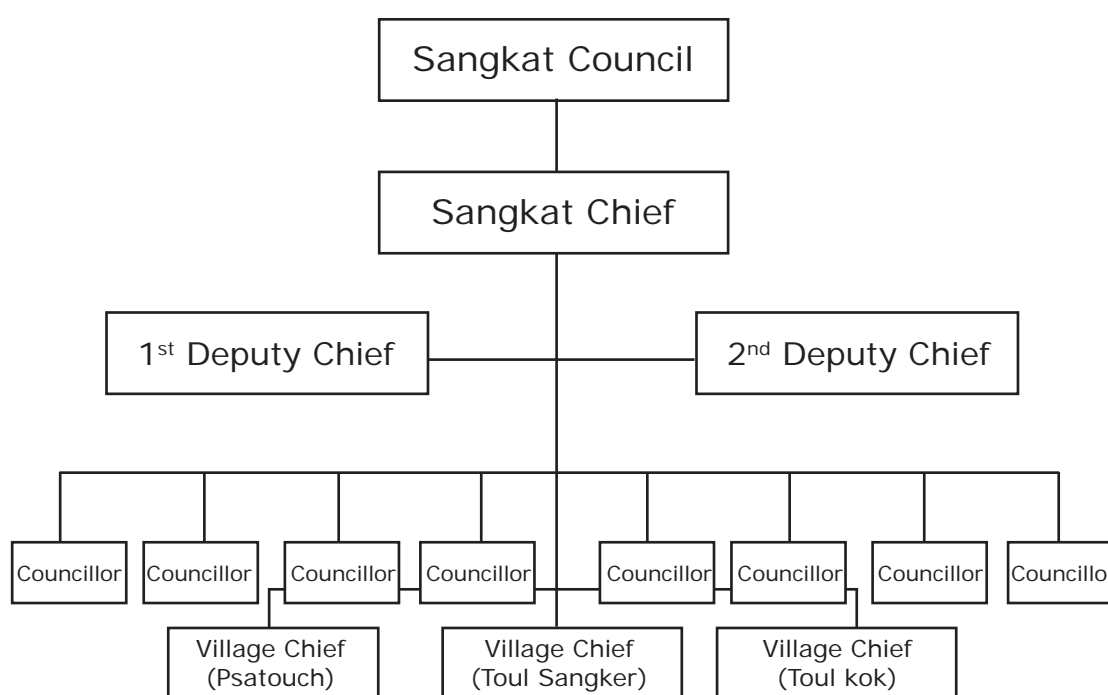 Sangkat Council
Sangkat Chief
1st Deputy Chief
2nd Deputy Chief
Councillor
Councillor
Councillor
Councillor
Councillor
Councillor
Councillor
Councillo
Village Chief
(Psatouch)
Village Chief
(Toul Sangker)
Village Chief
(Toul kok)